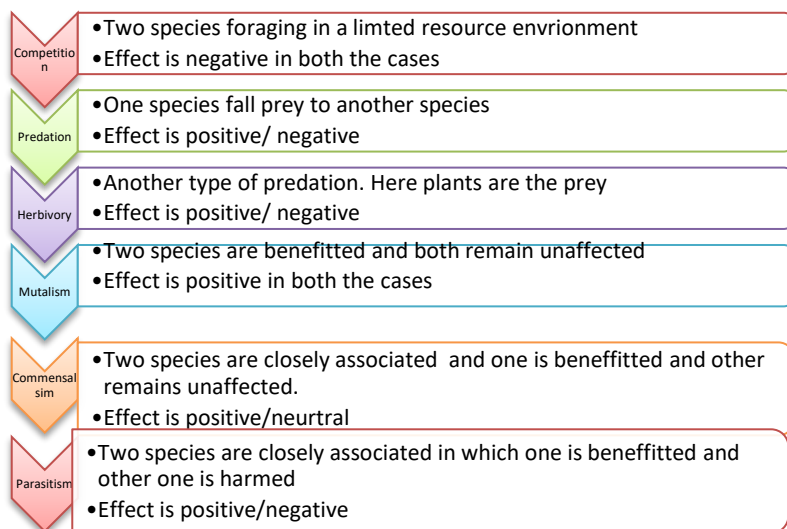 Competitio
n
•Two species foraging in a limted resource envrionment
•Effect is negative in both the cases
Predation
•One species fall prey to another species
•Effect is positive/ negative
Herbivory
•Another type of predation. Here plants are the prey
•Effect is positive/ negative
Mutalism
•Two species are benefitted and both remain unaffected
•Effect is positive in both the cases
Commensal
sim
•Two species are closely associated and one is beneffitted and other
remains unaffected.
•Effect is positive/neurtral
Parasitism
•Two species are closely associated in which one is beneffitted and
other one is harmed
•Effect is positive/negative